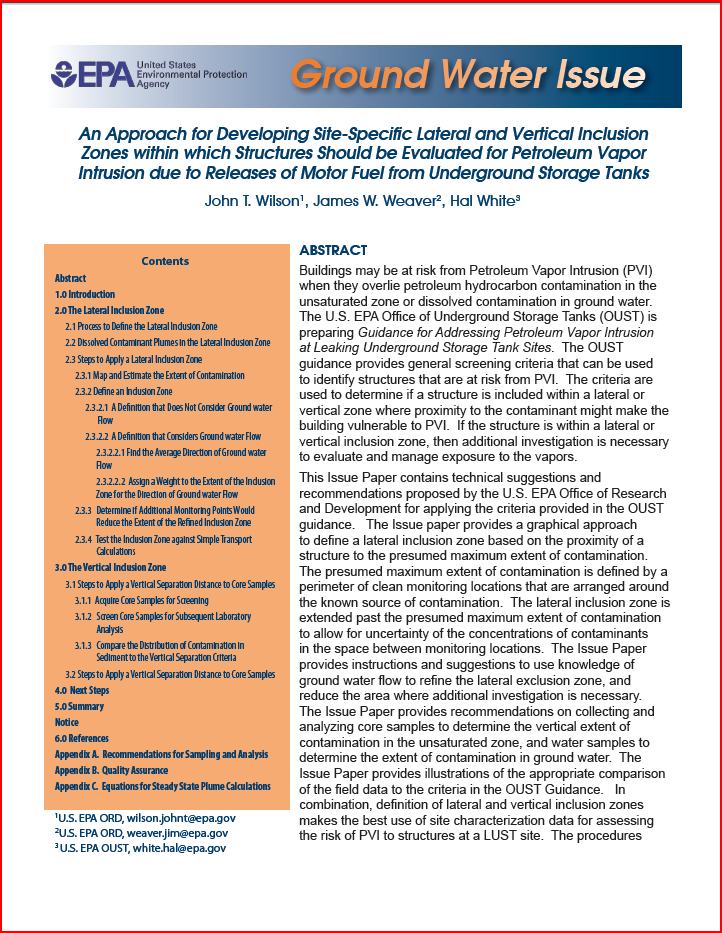 EPA
United States
Environmental Protection
Agency
Ground Water Issue
An Approach for Developing Site-Specific Lateral and Vertical Inclusion
Zones within which Structures Should be Evaluated for Petroleum Vapor
Intrusion due to Releases of Motor Fuel from Underground Storage Tanks
John T. Wilson¹, James W. Weaver², Hal White³
Contents
Abstract
1.0 Introduction
2.0 The Lateral Inclusion Zone
2.1 Process to Define the Lateral Inclusion Zone
2.2 Dissolved Contaminant Plumes in the Lateral Inclusion Zone
2.3 Steps to Apply a Lateral Inclusion Zone
2.3.1 Map and Estimate the Extent of Contamination
2.3.2 Define an Inclusion Zone
2.3.2.1 A Definition that Does Not Consider Ground water
Flow
2.3.2.2 A Definition that Considers Ground water Flow
2.3.2.2.1 Find the Average Direction of Ground water
Flow
2.3.2.2.2 Assign a Weight to the Extent of the Inclusion
Zone for the Direction of Ground water Flow
2.3.3 Determine if Additional Monitoring Points Would
Reduce the Extent of the Refined Inclusion Zone
2.3.4 Test the Inclusion Zone against Simple Transport
Calculations
3.0 The Vertical Inclusion Zone
3.1 Steps to Apply a Vertical Separation Distance to Core Samples
3.1.1 Acquire Core Samples for Screening
3.1.2 Screen Core Samples for Subsequent Laboratory
Analysis
3.1.3 Compare the Distribution of Contamination in
Sediment to the Vertical Separation Criteria
3.2 Steps to Apply a Vertical Separation Distance to Core Samples
4.0 Next Steps
5.0 Summary
Notice
6.0 References
Appendix A. Recommendations for Sampling and Analysis
Appendix B. Quality Assurance
Appendix C. Equations for Steady State Plume Calculations
¹U.S. EPA ORD, wilson.johnt@epa.gov
²U.S. EPA ORD, weaver.jim@epa.gov
³U.S. EPA OUST, white.hal@epa.gov
ABSTRACT
Buildings may be at risk from Petroleum Vapor Intrusion (PVI)
when they overlie petroleum hydrocarbon contamination in the
unsaturated zone or dissolved contamination in ground water.
The U.S. EPA Office of Underground Storage Tanks (OUST) is
preparing Guidance for Addressing Petroleum Vapor Intrusion
at Leaking Underground Storage Tank Sites. The OUST
guidance provides general screening criteria that can be used
to identify structures that are at risk from PVI. The criteria are
used to determine if a structure is included within a lateral or
vertical zone where proximity to the contaminant might make the
building vulnerable to PVI. If the structure is within a lateral or
vertical inclusion zone, then additional investigation is necessary
to evaluate and manage exposure to the vapors.
This Issue Paper contains technical suggestions and
recommendations proposed by the U.S. EPA Office of Research
and Development for applying the criteria provided in the OUST
guidance. The Issue paper provides a graphical approach
to define a lateral inclusion zone based on the proximity of a
structure to the presumed maximum extent of contamination.
The presumed maximum extent of contamination is defined by a
perimeter of clean monitoring locations that are arranged around
the known source of contamination. The lateral inclusion zone is
extended past the presumed maximum extent of contamination
to allow for uncertainty of the concentrations of contaminants
in the space between monitoring locations. The Issue Paper
provides instructions and suggestions to use knowledge of
ground water flow to refine the lateral exclusion zone, and
reduce the area where additional investigation is necessary.
The Issue Paper provides recommendations on collecting and
analyzing core samples to determine the vertical extent of
contamination in the unsaturated zone, and water samples to
determine the extent of contamination in ground water. The
Issue Paper provides illustrations of the appropriate comparison
of the field data to the criteria in the OUST Guidance. In
combination, definition of lateral and vertical inclusion zones
makes the best use of site characterization data for assessing
the risk of PVI to structures at a LUST site. The procedures